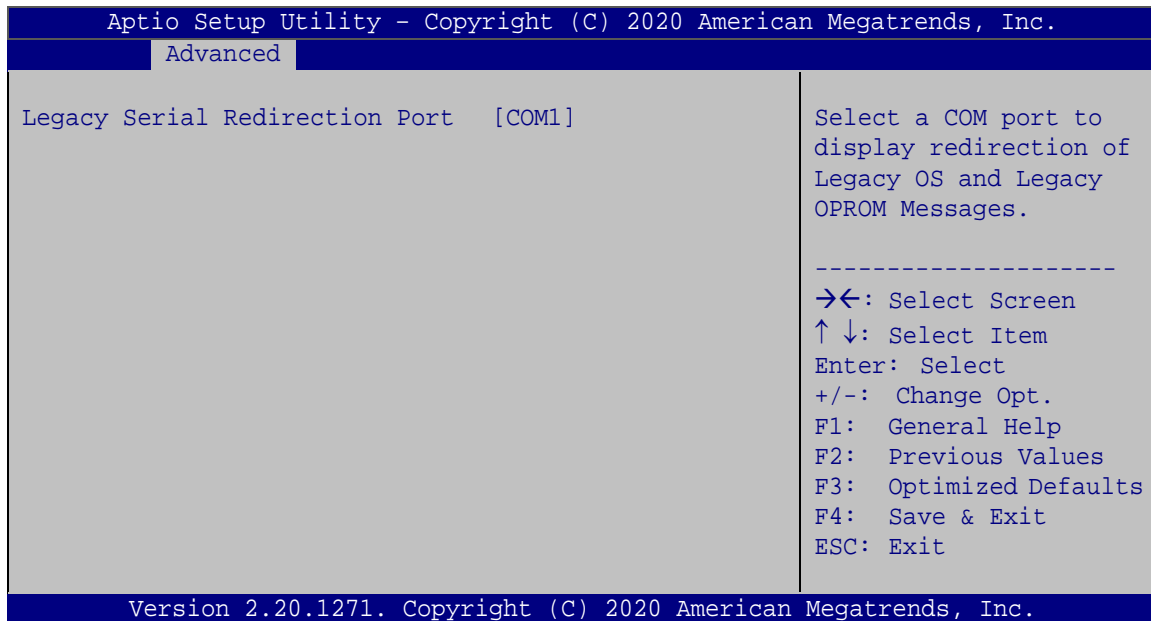 Aptio Setup Utility – Copyright (C) 2020 American Megatrends, Inc.
Advanced
Legacy Serial Redirection Port [COM1]
Select a COM port to
display redirection of
Legacy OS and Legacy
OPROM Messages.
---------------------
→←: Select Screen
↑ ↓: Select Item
Enter: Select
+/-: Change Opt.
F1: General Help
F2: Previous Values
F3: Optimized Defaults
F4: Save & Exit
ESC: Exit
Version 2.20.1271. Copyright (C) 2020 American Megatrends, Inc.